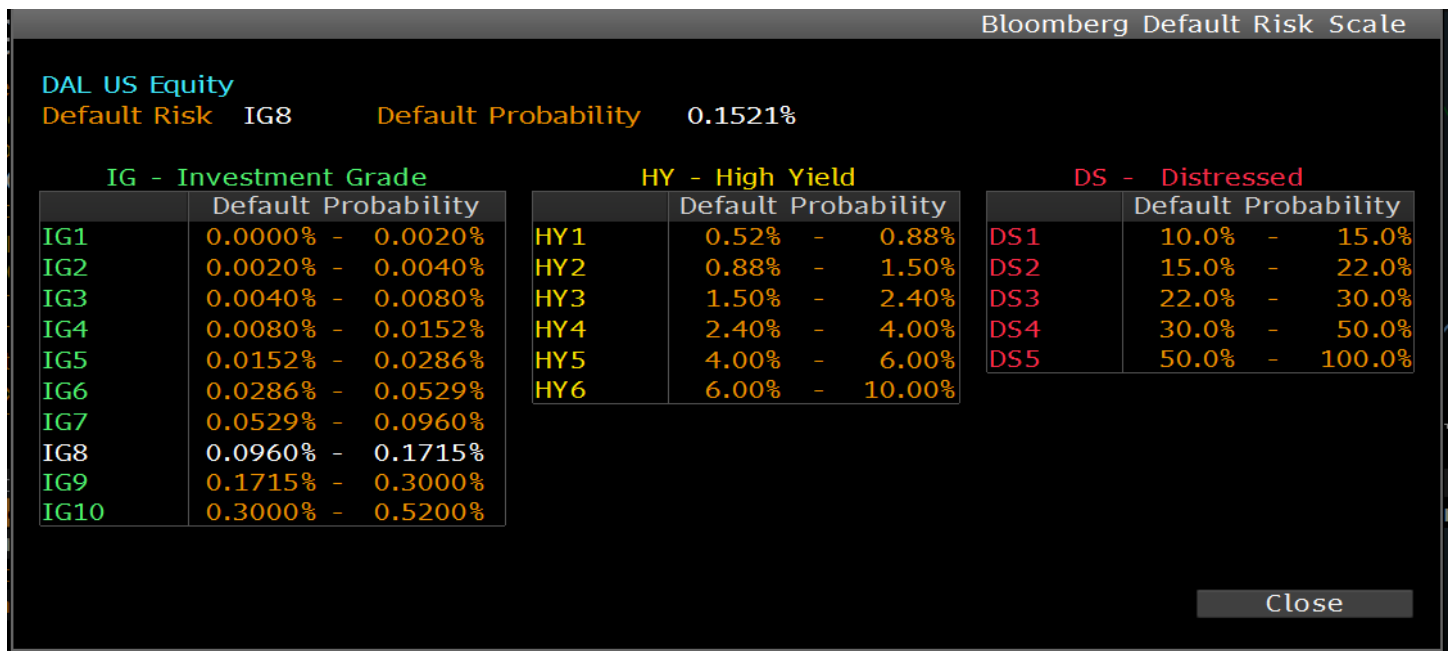 Bloomberg Default Risk Scale
DAL US Equity
Default Risk IG8 Default Probability 0.1521%
IG - Investment Grade HY - High Yield DS - Distressed
Default Probability Default Probability Default Probability
IG1 0.0000% - 0.0020% HY1 0.52% - 0.88% DS1 10.0% - 15.0%
IG2 0.0020% - 0.0040% HY2 0.88% - 1.50% DS2 15.0% - 22.0%
IG3 0.0040% - 0.0080% HY3 1.50% - 2.40% DS3 22.0% - 30.0%
IG4 0.0080% - 0.0152% HY4 2.40% - 4.00% DS4 30.0% - 50.0%
IG5 0.0152% - 0.0286% HY5 4.00% - 6.00% DS5 50.0% - 100.0%
IG6 0.0286% - 0.0529% HY6 6.00% - 10.00%
IG7 0.0529% - 0.0960%
IG8 0.0960% - 0.1715%
IG9 0.1715% - 0.3000%
IG10 0.3000% - 0.5200%
Close